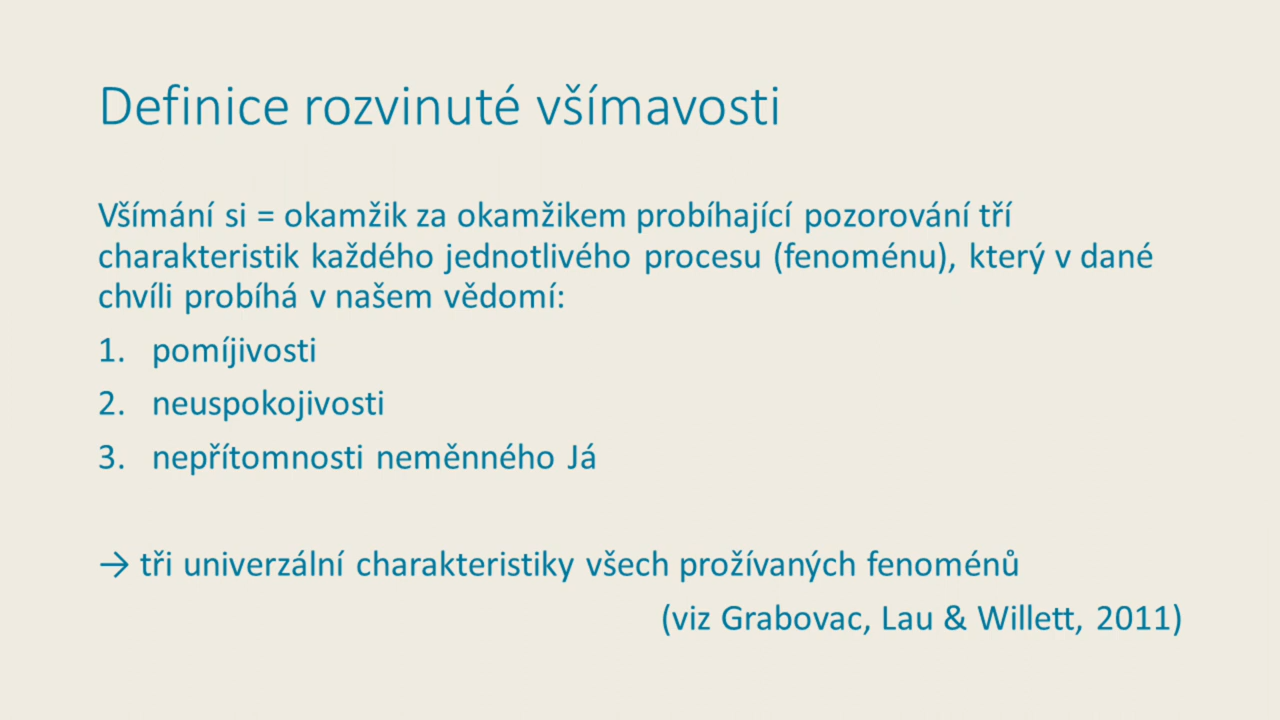 Definice rozvinuté všímavosti
Všímání si = okamžik za okamžikem probíhající pozorování tří
charakteristik každého jednotlivého procesu (fenoménu), který v dané
chvíli probíhá v našem vědomí:
1. pomíjivosti
2. neuspokojivosti
3. nepřítomnosti neměnného Já
→ tři univerzální charakteristiky všech prožívaných fenoménů
(viz Grabovac, Lau & Willett, 2011)